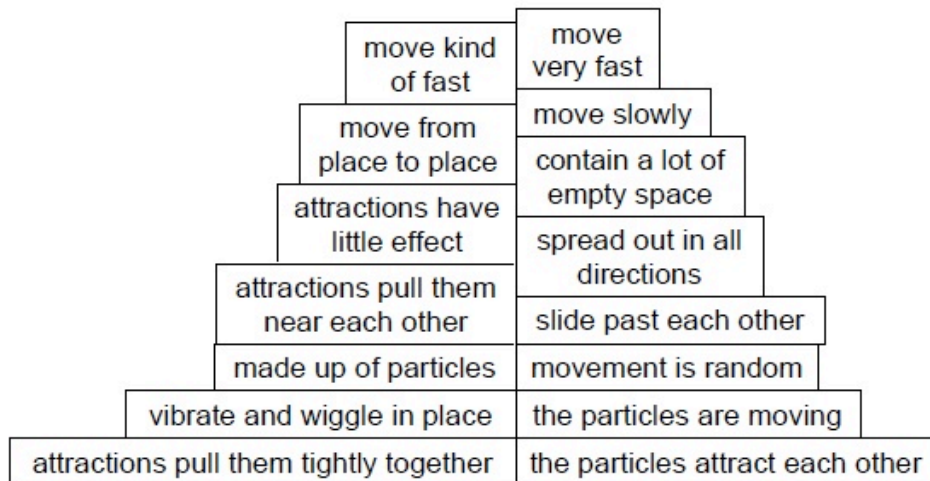 move kind
of fast
move from
place to place
attractions have
little effect
attractions pull them
near each other
made up of particles
vibrate and wiggle in place
attractions pull them tightly together
move
very fast
move slowly
contain a lot of
empty space
spread out in all
directions
slide past each other
movement is random
the particles are moving
the particles attract each other